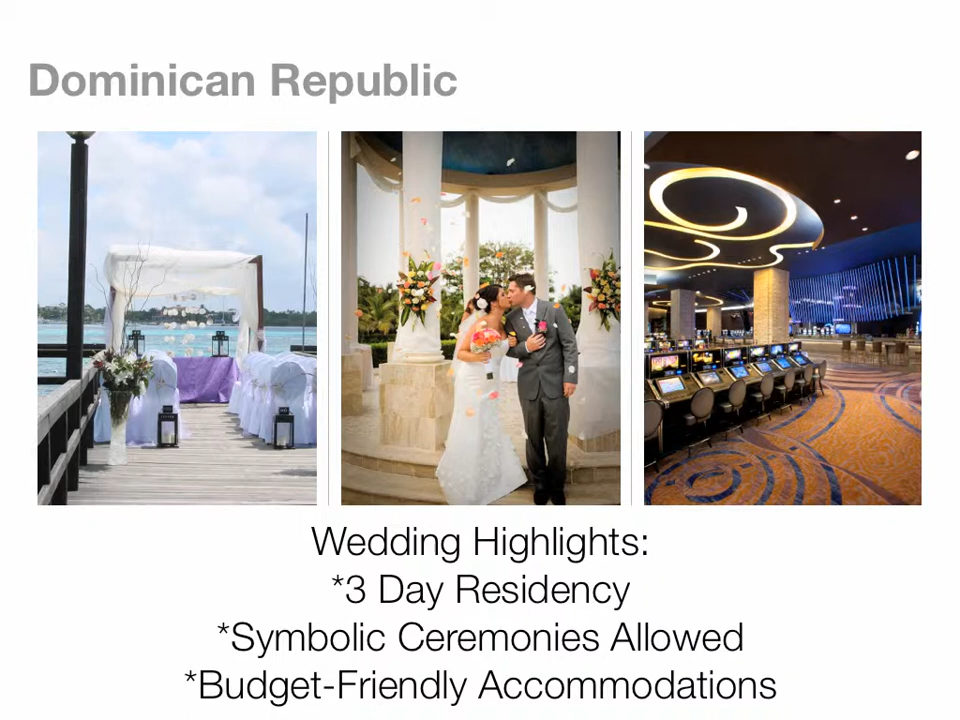 Dominican Republic
Wedding Highlights:
*3 Day Residency
*Symbolic Ceremonies Allowed
*Budget-Friendly Accommodations